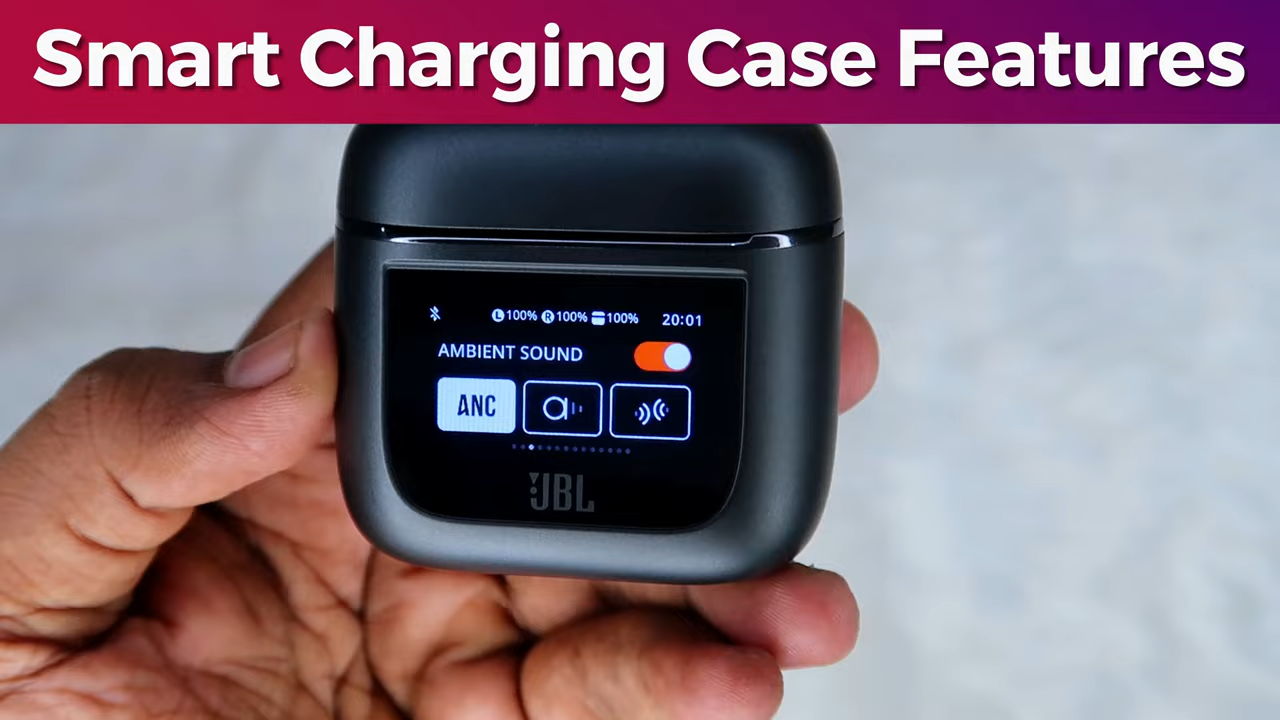 Smart Charging Case Features
L 100% R 100% 100% 20:01
AMBIENT SOUND
ANC
JBL